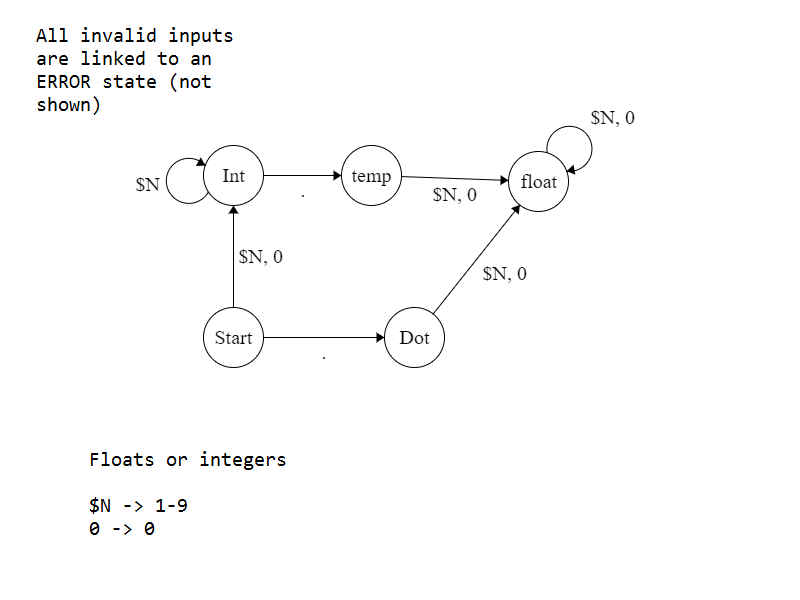 All invalid inputs
are linked to an
ERROR state (not
shown)
$N, 0
$N
Int
temp
float
.
$N, 0
$N, 0
$N, 0
Start
Dot
.
Floats or integers
$N -> 1-9
0 -> 0